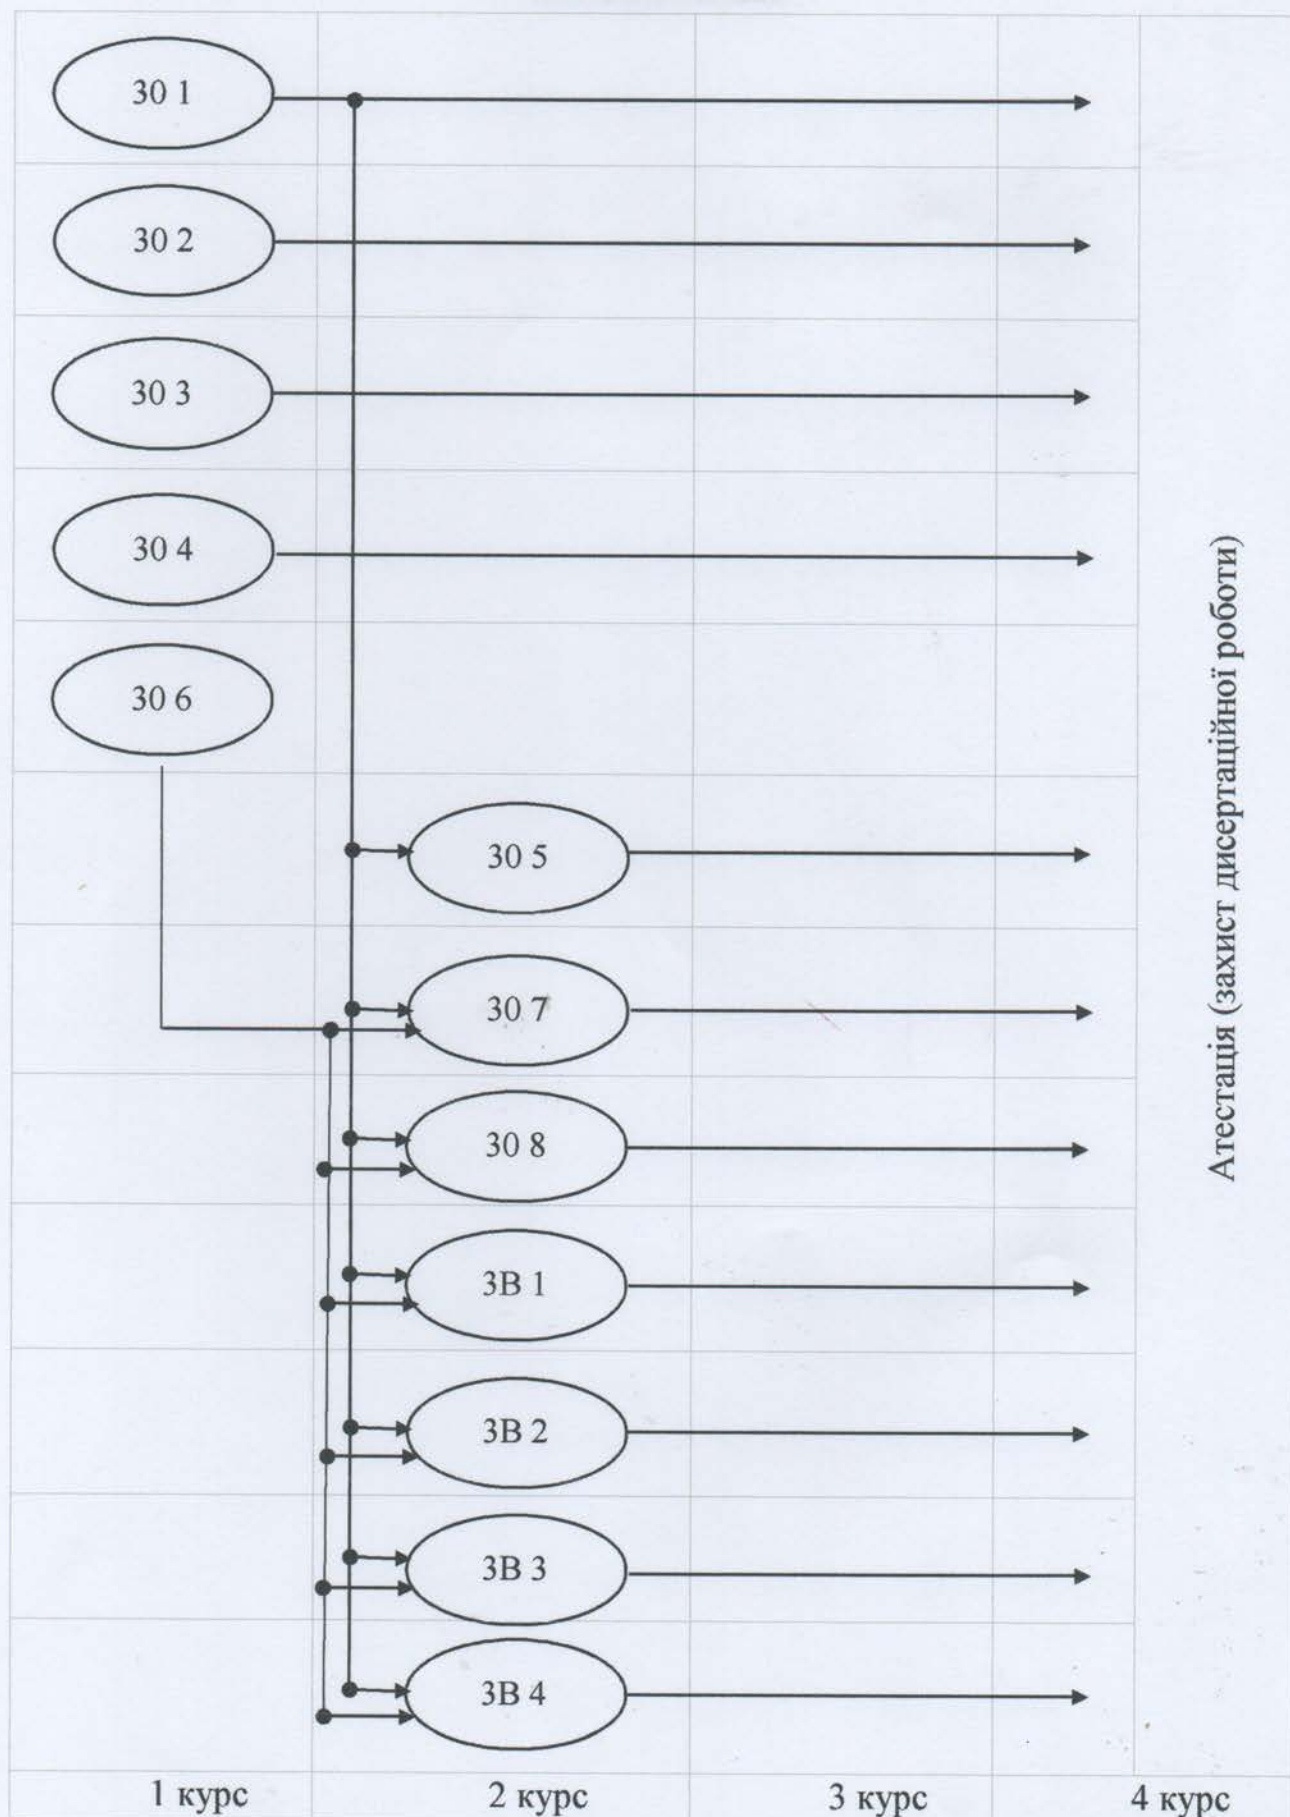 ЗО 1
ЗО 2
ЗО 3
ЗО 4
ЗО 6
ЗО 5
ЗО 7
ЗО 8
ЗВ 1
ЗВ 2
ЗВ 3
ЗВ 4
Атестація (захист дисертаційної роботи)
1 курс
2 курс
3 курс
4 курс